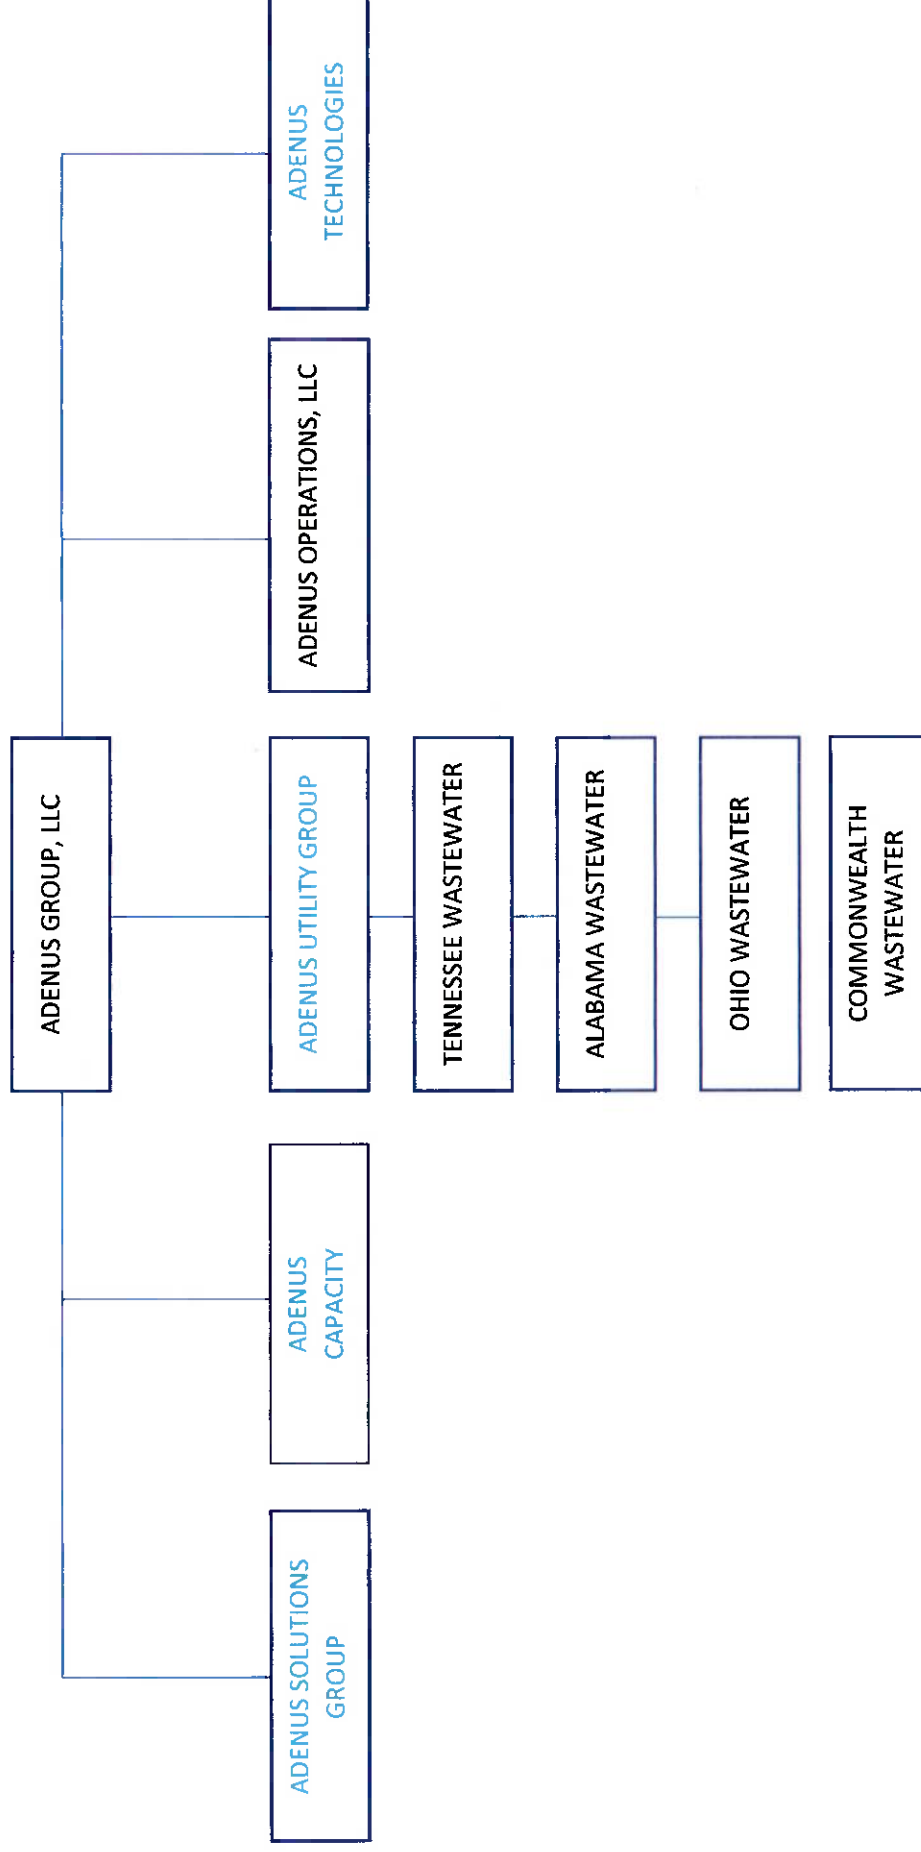 ADENUS GROUP, LLC
ADENUS SOLUTIONS
GROUP
ADENUS
CAPACITY
ADENUS UTILITY GROUP
ADENUS OPERATIONS, LLC
ADENUS
TECHNOLOGIES
TENNESSEE WASTEWATER
ALABAMA WASTEWATER
OHIO WASTEWATER
COMMONWEALTH
WASTEWATER